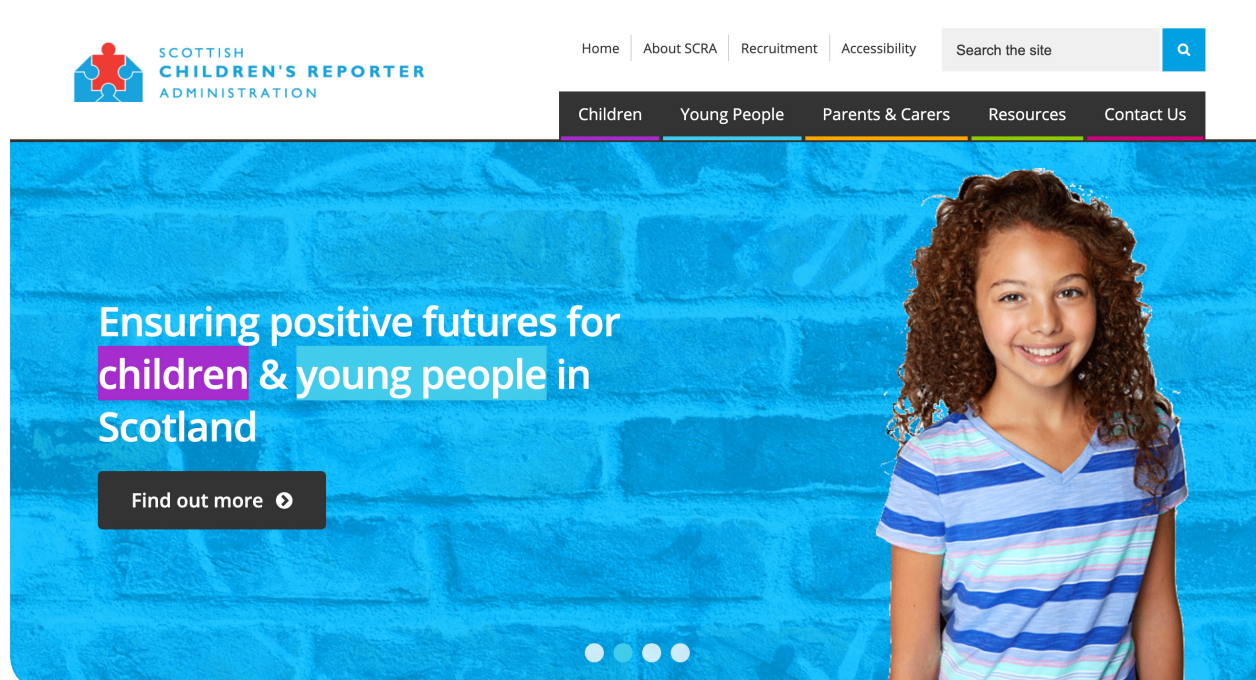 SCOTTISH
CHILDREN'S REPORTER
ADMINISTRATION
Home About SCRA Recruitment Accessibility Search the site
Children Young People Parents & Carers Resources Contact Us
Ensuring positive futures for
children & young people in
Scotland
Find out more